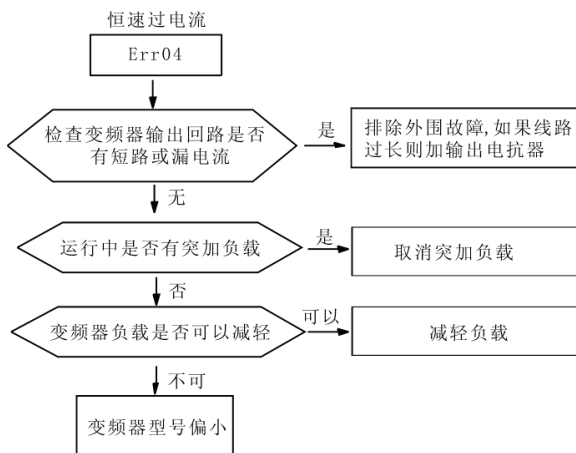 恒速过电流
Err04
检查变频器输出回路是否
有短路或漏电流
是
排除外围故障,如果线路
过长则加输出电抗器
无
运行中是否有突加负载
是
取消突加负载
否
变频器负载是否可以减轻
可以
减轻负载
不可
变频器型号偏小